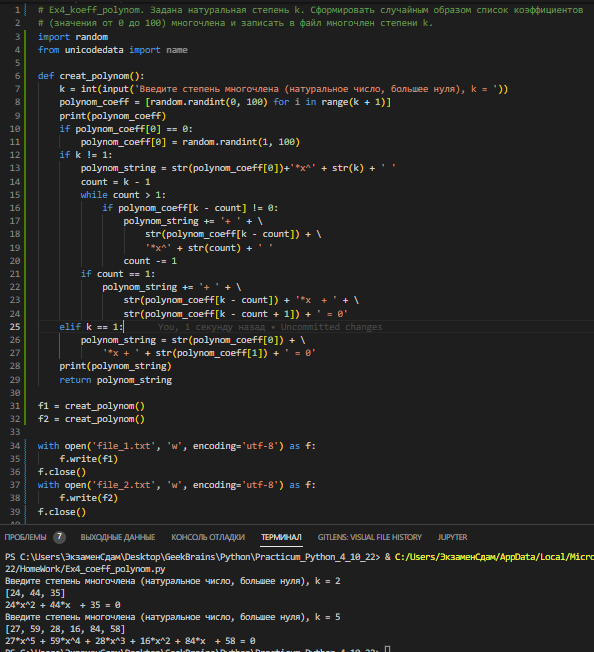 1 # Ex4_koeff_polynom. Задана натуральная степень k. Сформировать случайным образом список коэффициентов
2 # (значения от 0 до 100) многочлена и записать в файл многочлен степени k.
3 import random
4 from unicodedata import name
5
6 def creat_polynom():
7 k = int(input('Введите степень многочлена (натуральное число, большее нуля), k = '))
8 polynom_coeff = [random.randint(0, 100) for i in range(k + 1)]
9 print(polynom_coeff)
10 if polynom_coeff[0] == 0:
11 polynom_coeff[0] = random.randint(1, 100)
12 if k != 1:
13 polynom_string = str(polynom_coeff[0])+'*x^' + str(k) + ' '
14 count = k - 1
15 while count > 1:
16 if polynom_coeff[k - count] != 0:
17 polynom_string += '+ ' + \
18 str(polynom_coeff[k - count]) + \
19 '*x^' + str(count) + ' '
20 count -= 1
21 if count == 1:
22 polynom_string += '+ ' + \
23 str(polynom_coeff[k - count]) + '*x  + ' + \
24 str(polynom_coeff[k - count + 1]) + ' = 0'
25 elif k == 1: You, 1 секунду назад • Uncommitted changes
26 polynom_string = str(polynom_coeff[0]) + \
27 '*x + ' + str(polynom_coeff[1]) + ' = 0'
28 print(polynom_string)
29 return polynom_string
30
31 f1 = creat_polynom()
32 f2 = creat_polynom()
33
34 with open('file_1.txt', 'w', encoding='utf-8') as f:
35 f.write(f1)
36 f.close()
37 with open('file_2.txt', 'w', encoding='utf-8') as f:
38 f.write(f2)
39 f.close()
ПРОБЛЕМЫ 7 ВЫХОДНЫЕ ДАННЫЕ КОНСОЛЬ ОТЛАДКИ ТЕРМИНАЛ GITLENS: VISUAL FILE HISTORY JUPYTER
PS C:\Users\ЭкзаменСдам\Desktop\GeekBrains\Python\Practicum_Python_4_10_22> & C:/Users/ЭкзаменСдам/AppData/Local/Micro
22/HomeWork/Ex4_coeff_polynom.py
Введите степень многочлена (натуральное число, большее нуля), k = 2
[24, 44, 35]
24*x^2 + 44*x  + 35 = 0
Введите степень многочлена (натуральное число, большее нуля), k = 5
[27, 59, 28, 16, 84, 58]
27*x^5 + 59*x^4 + 28*x^3 + 16*x^2 + 84*x  + 58 = 0
PS C:\Users\ЭкзаменСдам\Desktop\GeekBrains\Python\Practicum_Python_4_10_22>